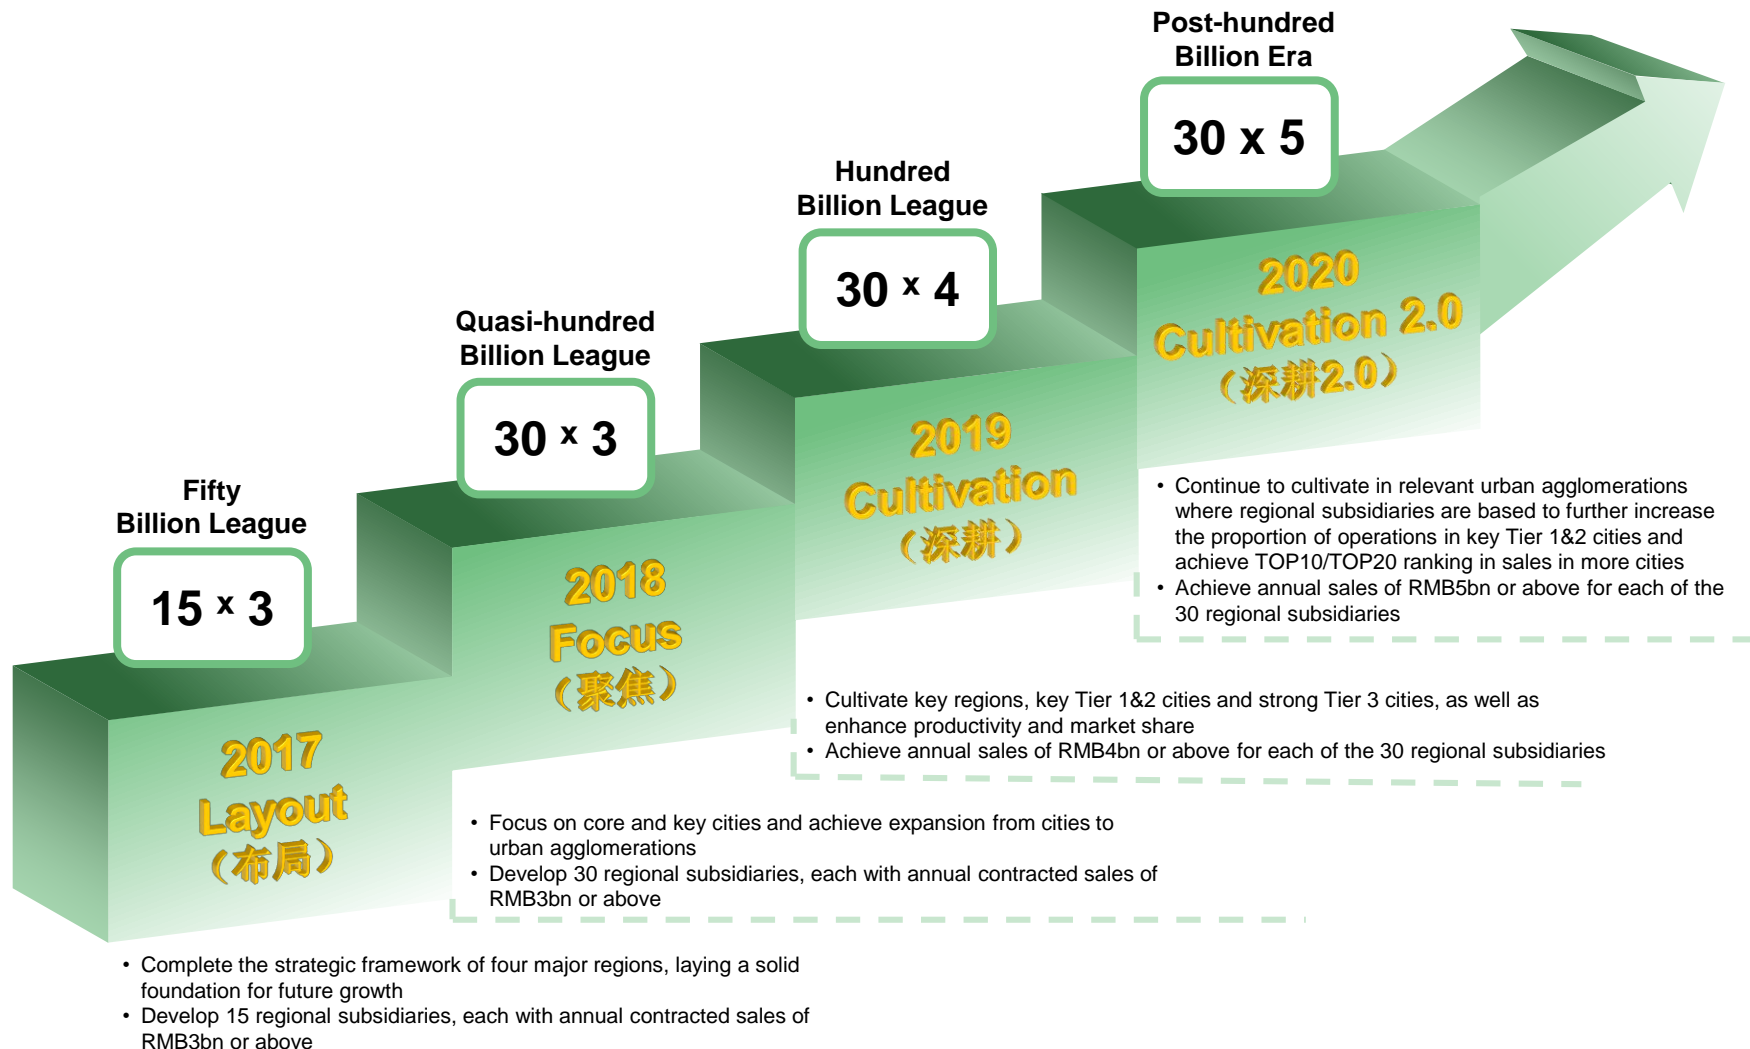 Post-hundred
Billion Era
30 x 5
Hundred
Billion League
30 x 4
Quasi-hundred
Billion League
30 x 3
Fifty
Billion League
15 x 3
2020
Cultivation 2.0
（深耕2.0）
2019
Cultivation
（深耕）
2018
Focus
（聚焦）
2017
Layout
（布局）
• Continue to cultivate in relevant urban agglomerations
where regional subsidiaries are based to further increase
the proportion of operations in key Tier 1&2 cities and
achieve TOP10/TOP20 ranking in sales in more cities
• Achieve annual sales of RMB5bn or above for each of the
30 regional subsidiaries
• Cultivate key regions, key Tier 1&2 cities and strong Tier 3 cities, as well as
enhance productivity and market share
• Achieve annual sales of RMB4bn or above for each of the 30 regional subsidiaries
• Focus on core and key cities and achieve expansion from cities to
urban agglomerations
• Develop 30 regional subsidiaries, each with annual contracted sales of
RMB3bn or above
• Complete the strategic framework of four major regions, laying a solid
foundation for future growth
• Develop 15 regional subsidiaries, each with annual contracted sales of
RMB3bn or above